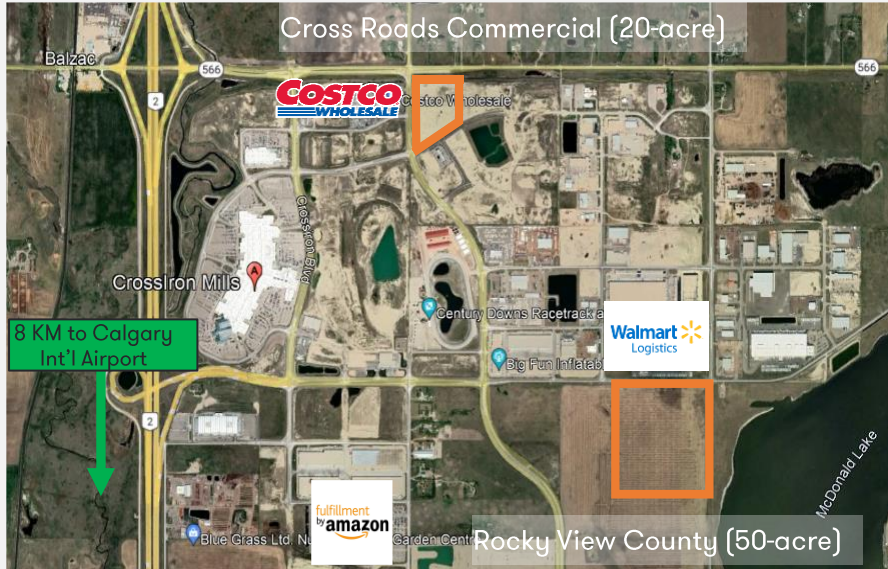 Cross Roads Commercial (20-acre)
Balzac
566
566
2
COSTCO
WHOLESALE
Costco Wholesale
CrossIron Blvd
CrossIron Mills
A
Century Downs Racetrack a
8 KM to Calgary
Int'l Airport
Walmart
Logistics
Big Fun Inflatab
2
McDonald Lake
fulfillment
by amazon
Blue Grass Ltd. Nu
Garden Centr
Rocky View County (50-acre)